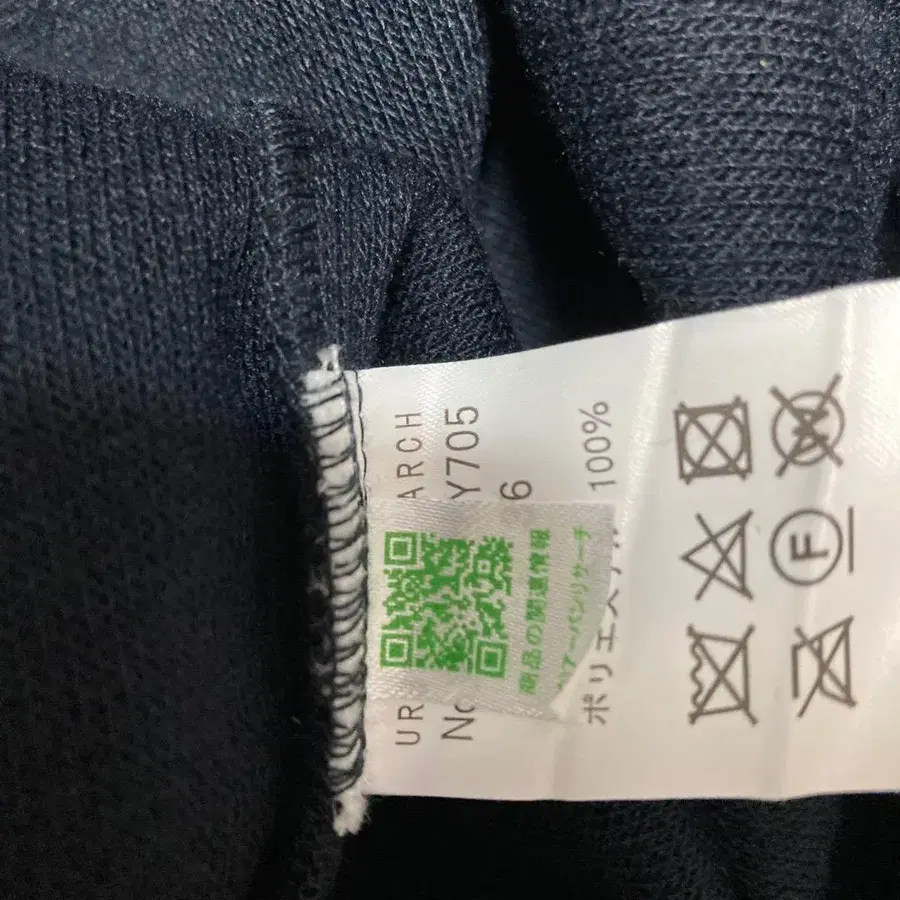 UR ARCH
No Y705
6
商品の関連情報
アーバンリサーチ
ポリエステル 100%
W
F